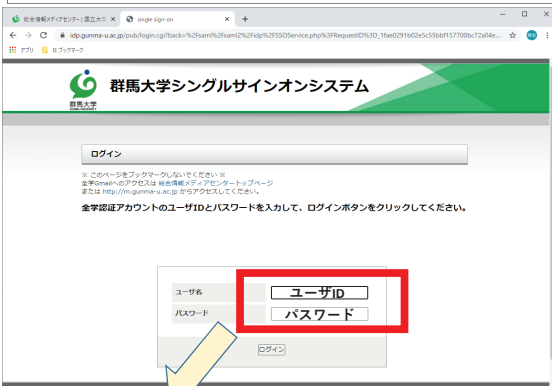 総合情報メディアセンター| 国立大学
single sign-on
idp.gunma-u.ac.jp/pub/login.cgi?back=%2Fsaml%2Fsaml2%2Fidp%2FSSOService.php%3FRequestID%3D_1fae0291b02e5c55bbf157700bc72a04e...
アプリ
IEブックマーク
群馬大学
GUNMA UNIVERSITY
群馬大学シングルサインオンシステム
ログイン
※ このページをブックマークしないでください ※
全学Gmailへのアクセスは 総合情報メディアセンタートップページ
または http://m.gunma-u.ac.jp からアクセスしてください。
全学認証アカウントのユーザIDとパスワードを入力して、ログインボタンをクリックしてください。
ユーザ名
ユーザID
パスワード
パスワード
ログイン